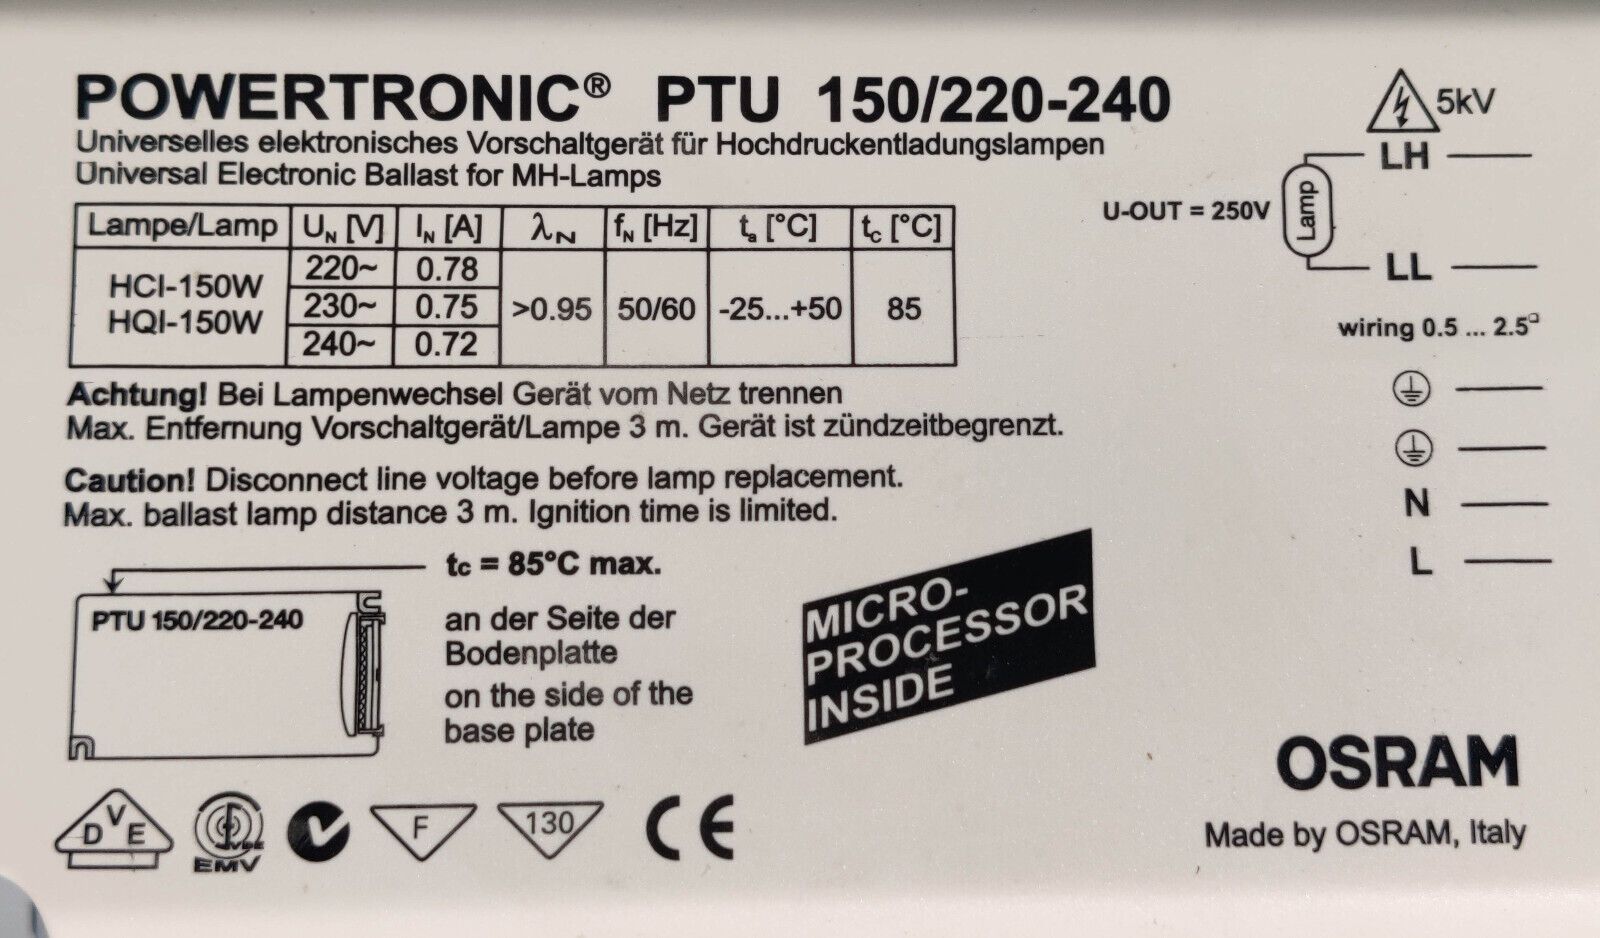 POWERTRONIC® PTU 150/220-240
Universelles elektronisches Vorschaltgerät für Hochdruckentladungslampen
Universal Electronic Ballast for MH-Lamps
Lampe/Lamp UN [V] IN [A] λN fN [Hz] ta [°C] tc [°C]
HCI-150W
HQI-150W
220~ 0.78
230~ 0.75
240~ 0.72
>0.95 50/60 -25...+50 85
Achtung! Bei Lampenwechsel Gerät vom Netz trennen
Max. Entfernung Vorschaltgerät/Lampe 3 m. Gerät ist zündzeitbegrenzt.
Caution! Disconnect line voltage before lamp replacement.
Max. ballast lamp distance 3 m. Ignition time is limited.
tc = 85°C max.
PTU 150/220-240
an der Seite der
Bodenplatte
on the side of the
base plate
MICRO-
PROCESSOR
INSIDE
5kV
LH
U-OUT = 250V
Lamp
LL
wiring 0.5 ... 2.5
N
L
OSRAM
Made by OSRAM, Italy
DVE
VDE
EMV
F
130
CE